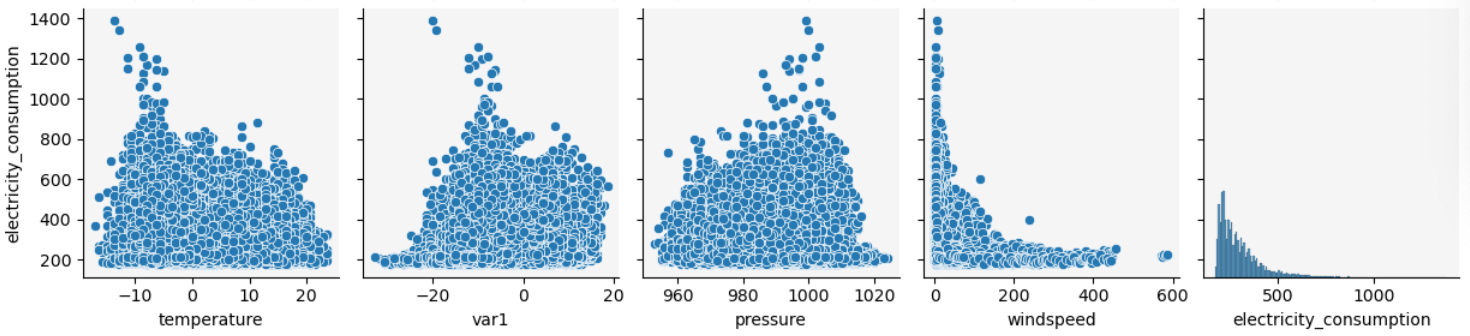 electricity_consumption
1400
1200
1000
800
600
400
200
−10 0 10 20
temperature
−20 0 20
var1
960 980 1000 1020
pressure
0 200 400 600
windspeed
500 1000
electricity_consumption